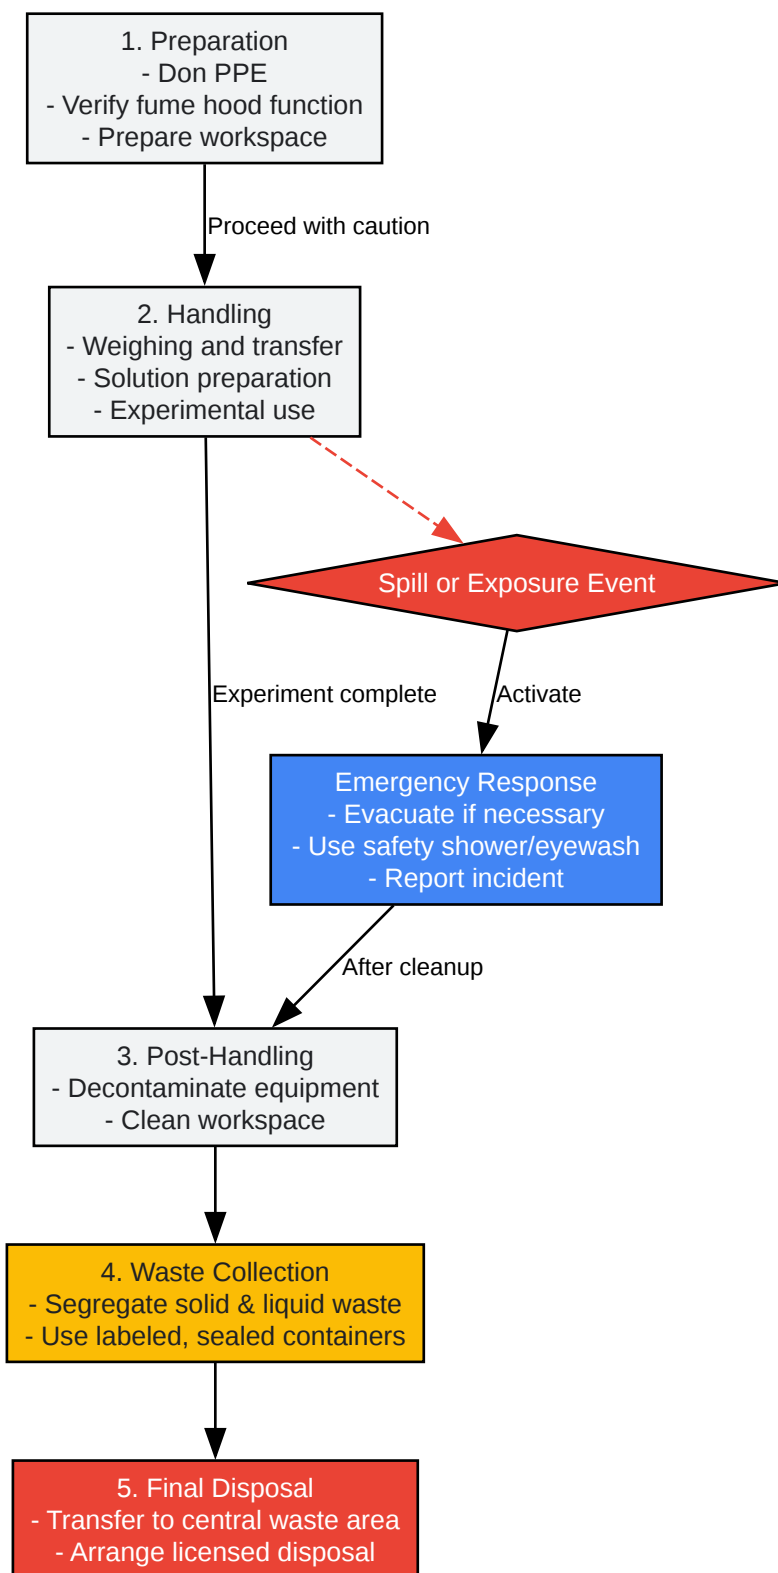 1. Preparation
- Don PPE
- Verify fume hood function
- Prepare workspace
Proceed with caution
2. Handling
- Weighing and transfer
- Solution preparation
- Experimental use
Spill or Exposure Event
Experiment complete
Activate
Emergency Response
- Evacuate if necessary
- Use safety shower/eyewash
- Report incident
After cleanup
3. Post-Handling
- Decontaminate equipment
- Clean workspace
4. Waste Collection
- Segregate solid & liquid waste
- Use labeled, sealed containers
5. Final Disposal
- Transfer to central waste area
- Arrange licensed disposal